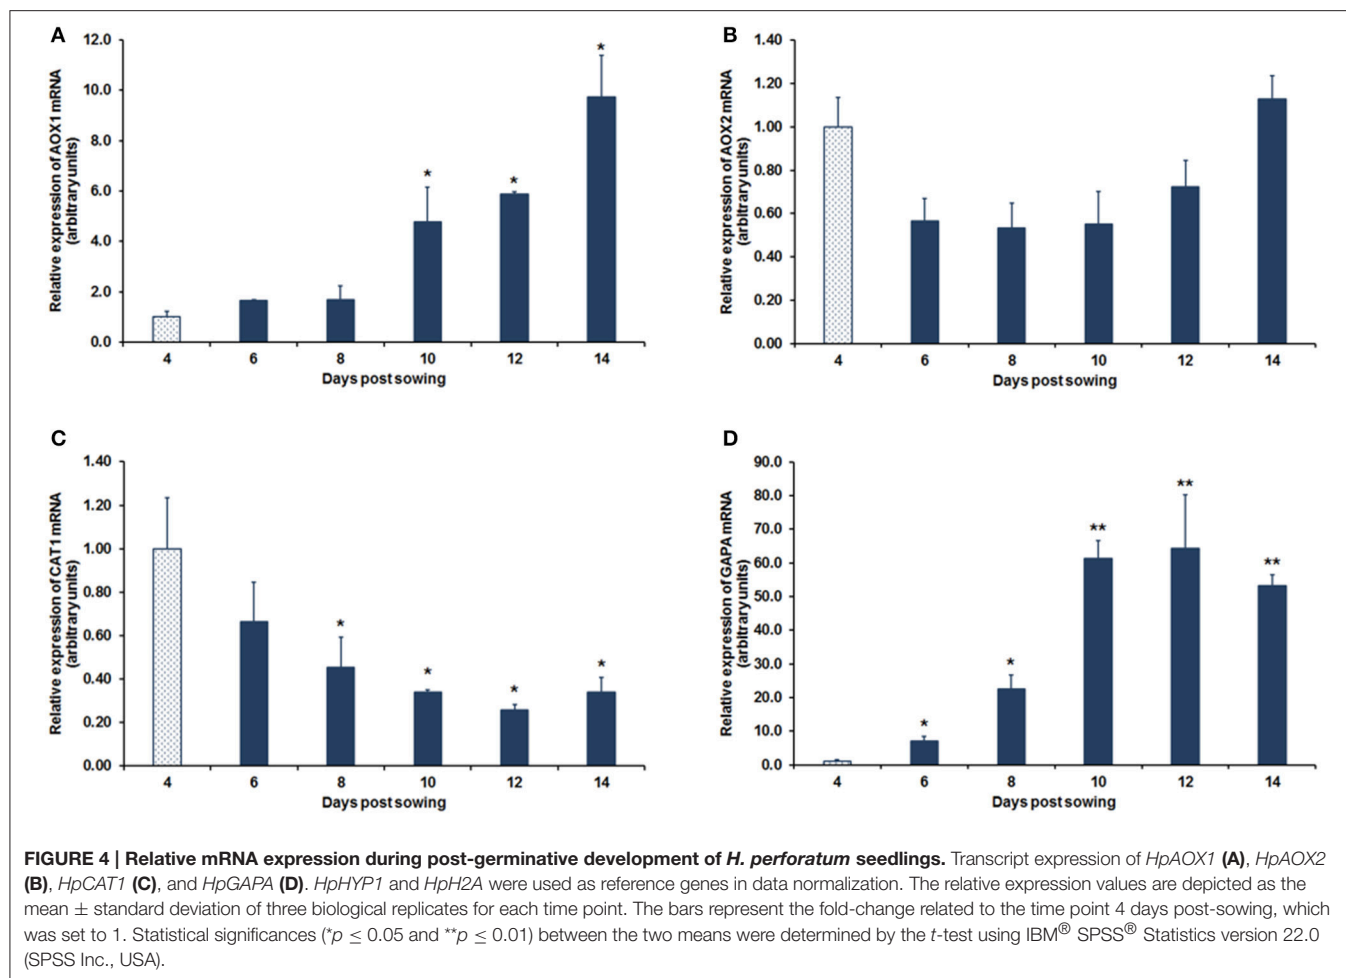 A
Relative expression of AOX1 mRNA
(arbitrary units)
12.0
10.0
8.0
6.0
4.0
2.0
0.0
*
*
*
4 6 8 10 12 14
Days post sowing
B
Relative expression of AOX2 mRNA
(arbitrary units)
1.40
1.20
1.00
0.80
0.60
0.40
0.20
0.00
4 6 8 10 12 14
Days post sowing
C
Relative expression of CAT1 mRNA
(arbitrary units)
1.40
1.20
1.00
0.80
0.60
0.40
0.20
0.00
*
*
*
*
4 6 8 10 12 14
Days post sowing
D
Relative expression of GAPA mRNA
(arbitrary units)
90.0
80.0
70.0
60.0
50.0
40.0
30.0
20.0
10.0
0.0
*
*
**
**
**
4 6 8 10 12 14
Days post sowing
FIGURE 4 | Relative mRNA expression during post-germinative development of H. perforatum seedlings. Transcript expression of HpAOX1 (A), HpAOX2
(B), HpCAT1 (C), and HpGAPA (D). HpHYP1 and HpH2A were used as reference genes in data normalization. The relative expression values are depicted as the
mean ± standard deviation of three biological replicates for each time point. The bars represent the fold-change related to the time point 4 days post-sowing, which
was set to 1. Statistical significances (*p ≤ 0.05 and **p ≤ 0.01) between the two means were determined by the t-test using IBM® SPSS® Statistics version 22.0
(SPSS Inc., USA).